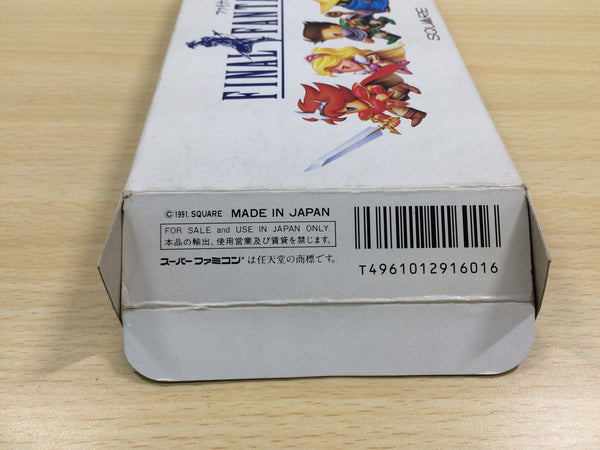 FINAL FANTA
SQUARE
© 1991. SQUARE MADE IN JAPAN
FOR SALE and USE IN JAPAN ONLY.
本品の輸出、使用営業及び賃貸を禁じます。
スーパーファミコン®は任天堂の商標です。
T4961012916016